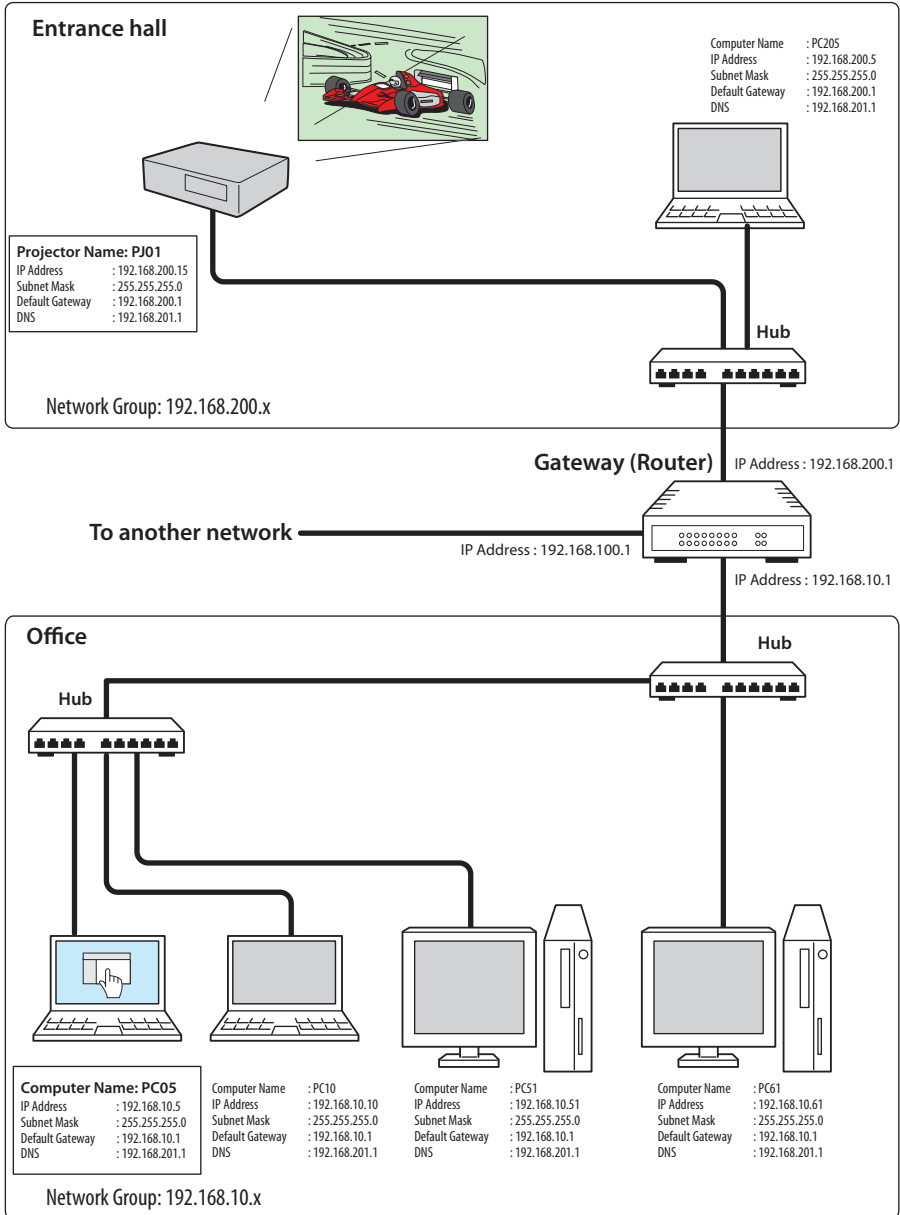 Entrance hall
Computer Name : PC205
IP Address : 192.168.200.5
Subnet Mask : 255.255.255.0
Default Gateway : 192.168.200.1
DNS : 192.168.201.1
Projector Name: PJ01
IP Address : 192.168.200.15
Subnet Mask : 255.255.255.0
Default Gateway : 192.168.200.1
DNS : 192.168.201.1
Hub
Network Group: 192.168.200.x
Gateway (Router)
IP Address : 192.168.200.1
To another network
IP Address : 192.168.100.1
IP Address : 192.168.10.1
Office
Hub
Hub
Computer Name: PC05
IP Address : 192.168.10.5
Subnet Mask : 255.255.255.0
Default Gateway : 192.168.10.1
DNS : 192.168.201.1
Computer Name : PC10
IP Address : 192.168.10.10
Subnet Mask : 255.255.255.0
Default Gateway : 192.168.10.1
DNS : 192.168.201.1
Computer Name : PC51
IP Address : 192.168.10.51
Subnet Mask : 255.255.255.0
Default Gateway : 192.168.10.1
DNS : 192.168.201.1
Computer Name : PC61
IP Address : 192.168.10.61
Subnet Mask : 255.255.255.0
Default Gateway : 192.168.10.1
DNS : 192.168.201.1
Network Group: 192.168.10.x